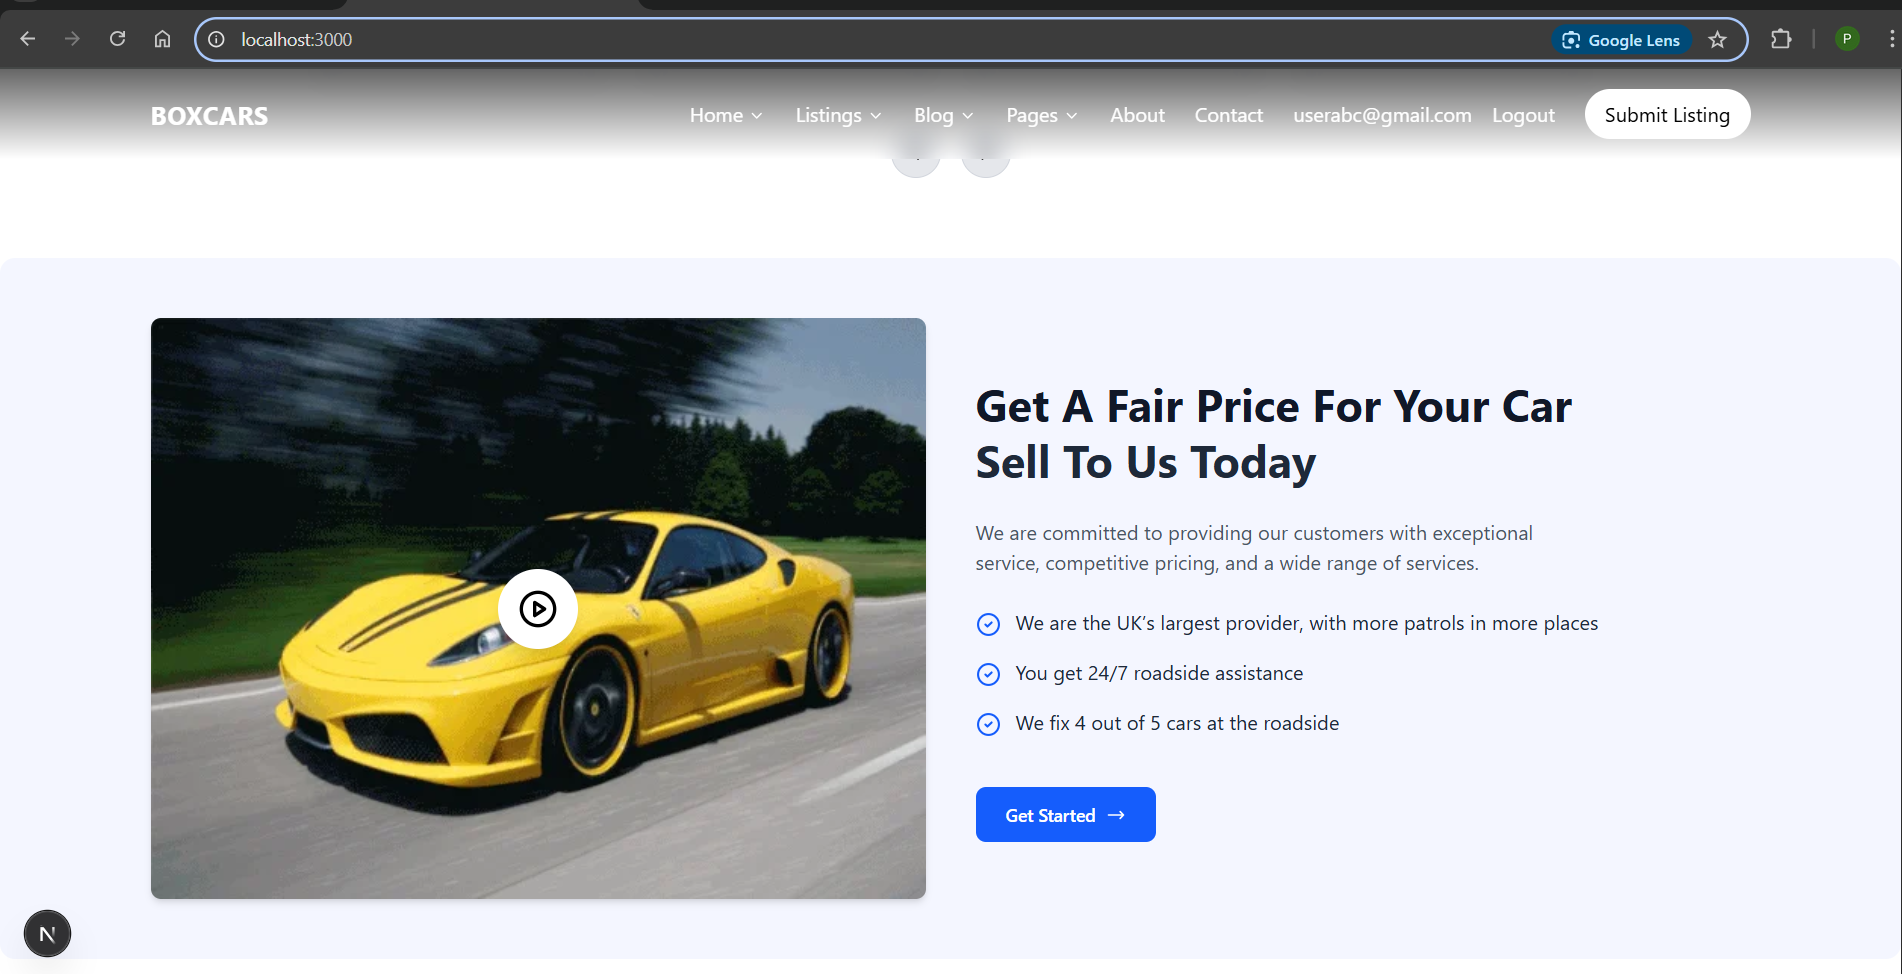 localhost:3000
Google Lens
P
BOXCARS
Home Listings Blog Pages About Contact userabc@gmail.com Logout Submit Listing
Get A Fair Price For Your Car
Sell To Us Today
We are committed to providing our customers with exceptional
service, competitive pricing, and a wide range of services.
We are the UK’s largest provider, with more patrols in more places
You get 24/7 roadside assistance
We fix 4 out of 5 cars at the roadside
Get Started →
N